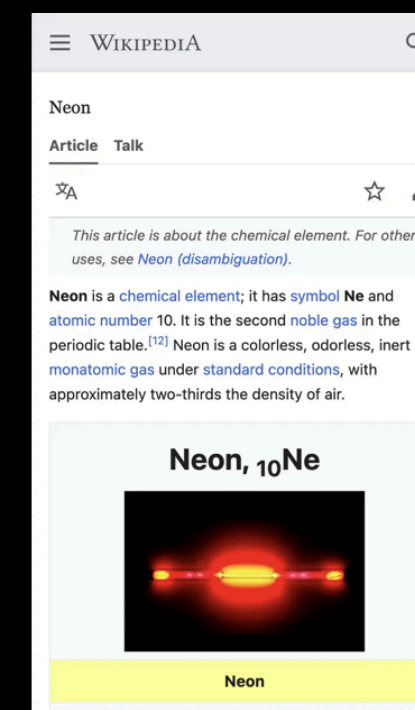 WIKIPEDIA
Neon
Article Talk
This article is about the chemical element. For other
uses, see Neon (disambiguation).
Neon is a chemical element; it has symbol Ne and
atomic number 10. It is the second noble gas in the
periodic table.[12] Neon is a colorless, odorless, inert
monatomic gas under standard conditions, with
approximately two-thirds the density of air.
Neon, 10Ne
Neon